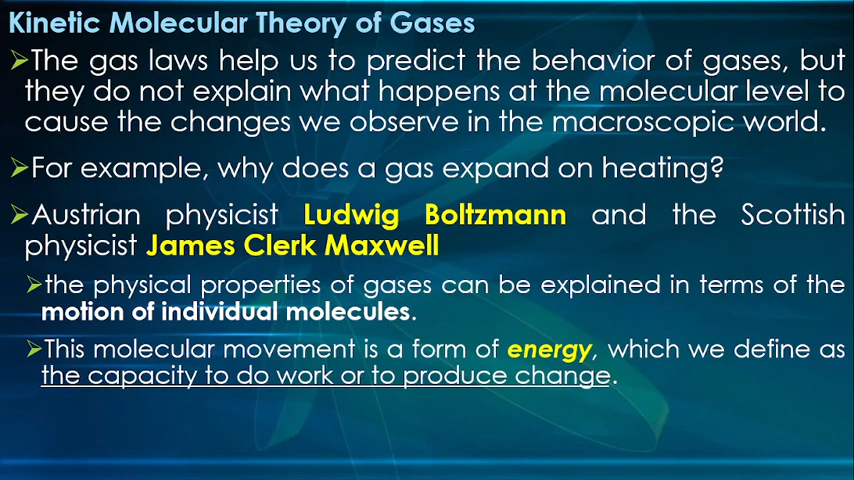 Kinetic Molecular Theory of Gases
➢The gas laws help us to predict the behavior of gases, but
they do not explain what happens at the molecular level to
cause the changes we observe in the macroscopic world.
➢For example, why does a gas expand on heating?
➢Austrian physicist Ludwig Boltzmann and the Scottish
physicist James Clerk Maxwell
➢the physical properties of gases can be explained in terms of the
motion of individual molecules.
➢This molecular movement is a form of energy, which we define as
the capacity to do work or to produce change.